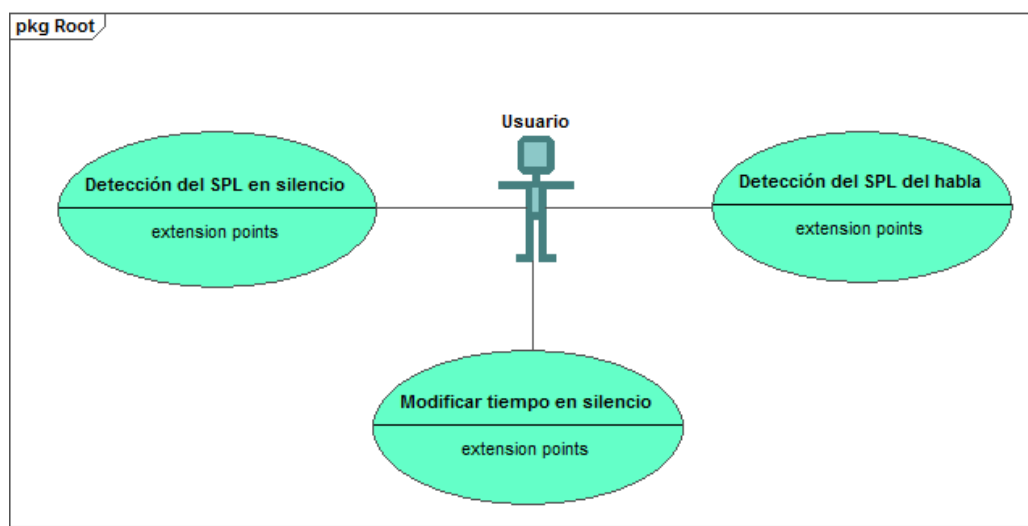 pkg Root
Usuario
Detección del SPL en silencio
extension points
Detección del SPL del habla
extension points
Modificar tiempo en silencio
extension points